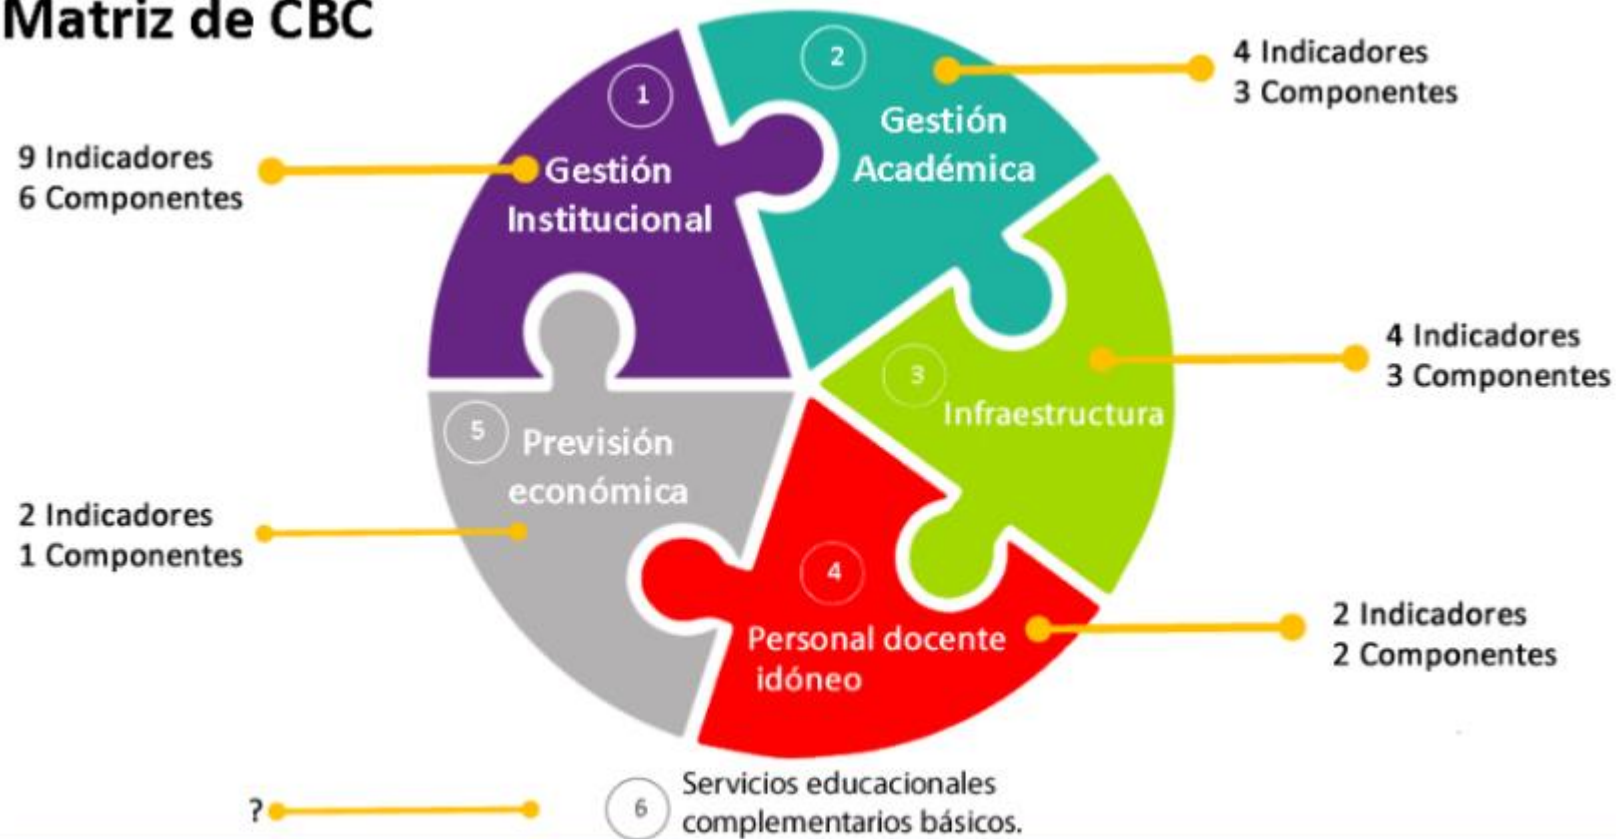 Matriz de CBC
1
Gestión
Institucional
9 Indicadores
6 Componentes
2
Gestión
Académica
4 Indicadores
3 Componentes
3
Infraestructura
4 Indicadores
3 Componentes
4
Personal docente
idóneo
2 Indicadores
2 Componentes
5
Previsión
económica
2 Indicadores
1 Componentes
?
6
Servicios educacionales
complementarios básicos.